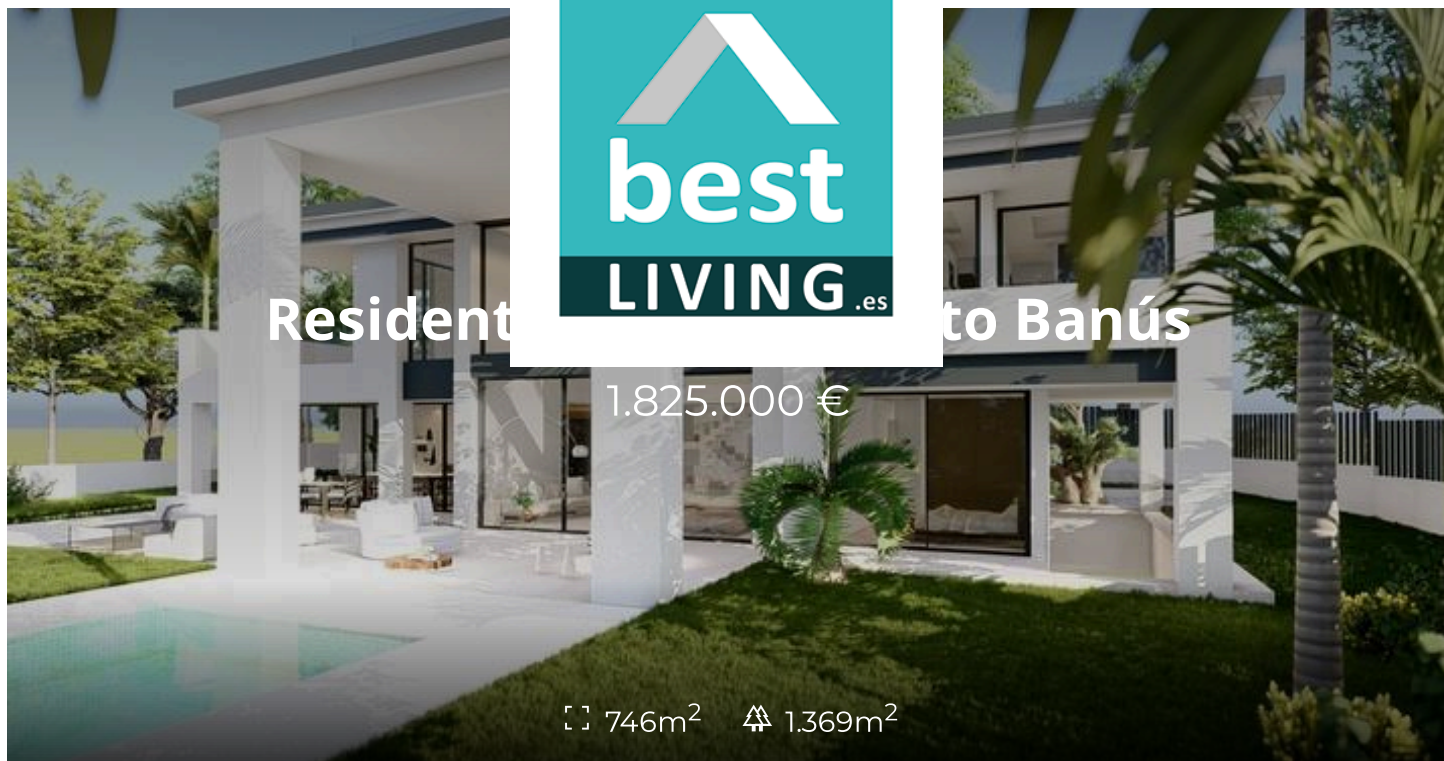 best
LIVING.es
Resident to Banús
1.825.000 €
746m² 1.369m²